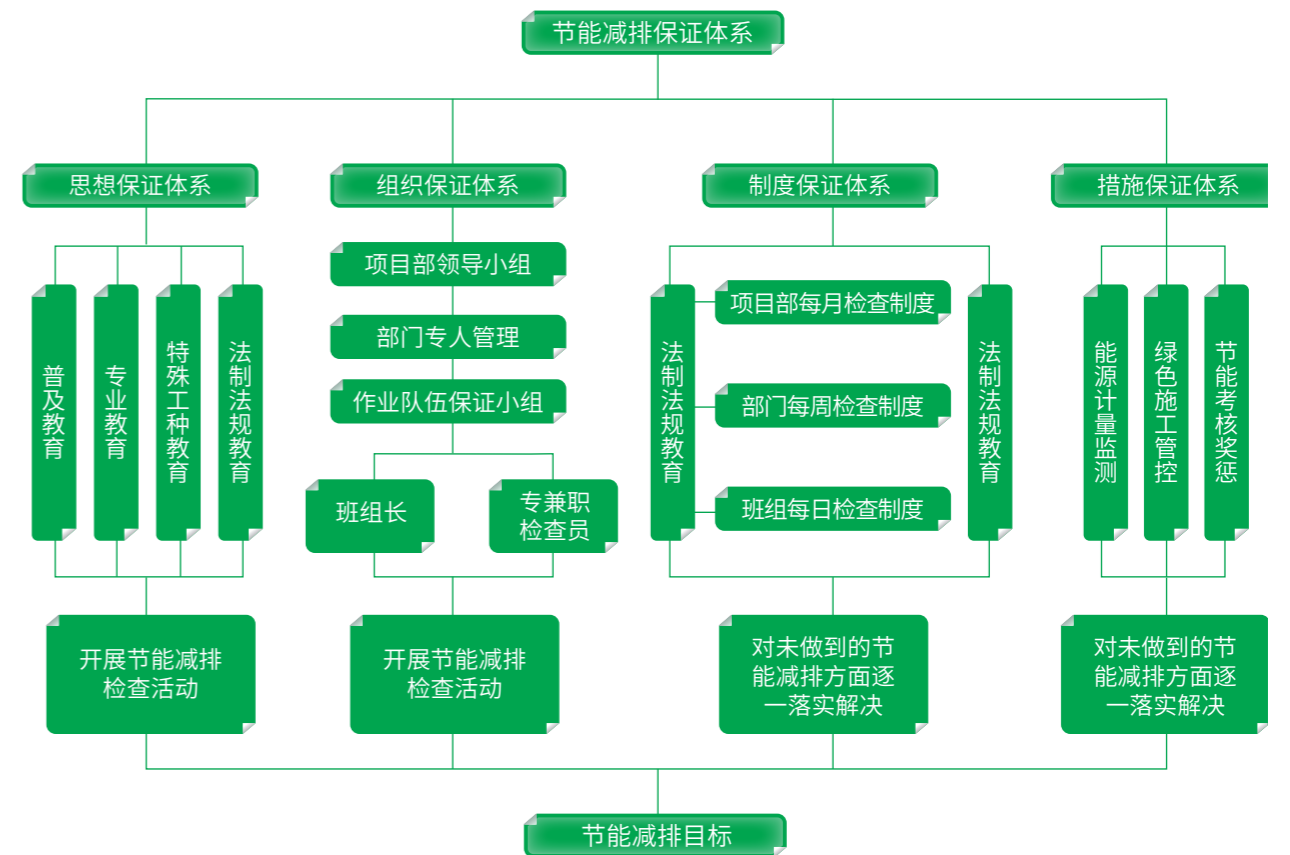 节能减排保证体系
思想保证体系
组织保证体系
制度保证体系
措施保证体系
普及教育
专业教育
特殊工种教育
法制法规教育
项目部领导小组
部门专人管理
作业队伍保证小组
班组长
专兼职
检查员
法制法规教育
项目部每月检查制度
部门每周检查制度
班组每日检查制度
法制法规教育
能源计量监测
绿色施工管控
节能考核奖惩
开展节能减排
检查活动
开展节能减排
检查活动
对未做到的节
能减排方面逐
一落实解决
对未做到的节
能减排方面逐
一落实解决
节能减排目标